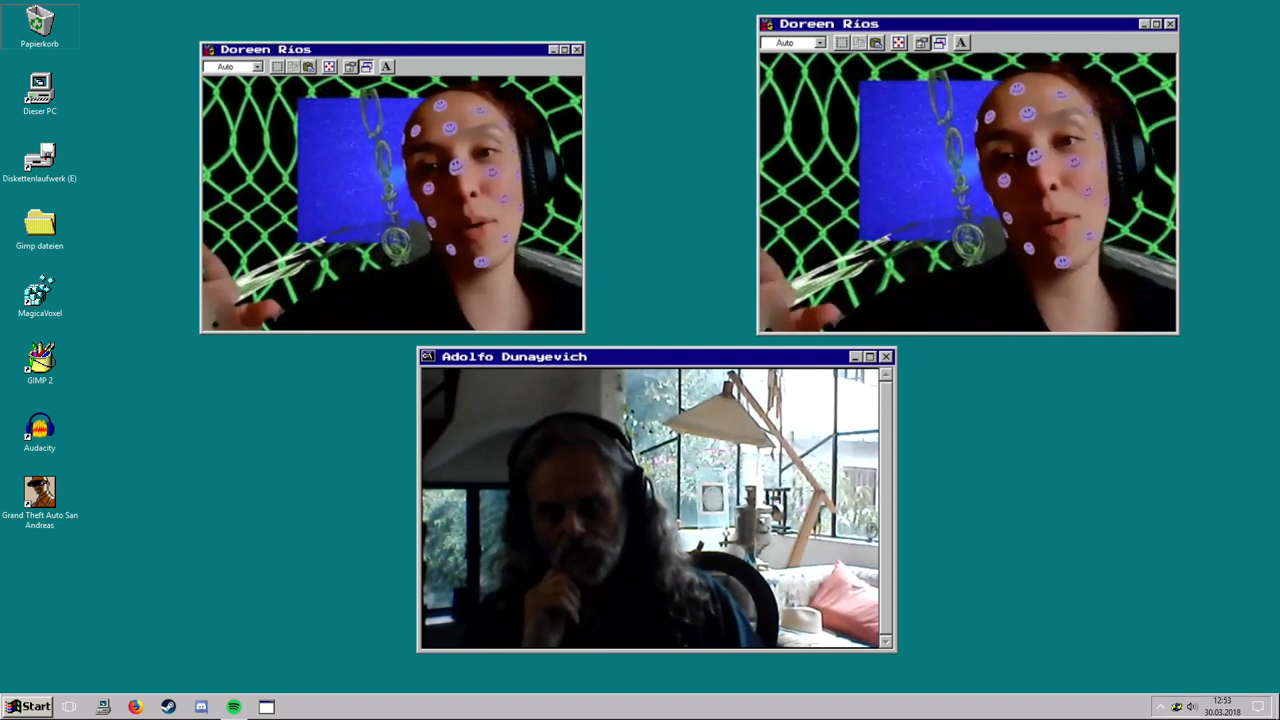 Papierkorb
Dieser PC
Diskettenlaufwerk (E)
Gimp dateien
MagicaVoxel
GIMP 2
Audacity
Grand Theft Auto San
Andreas
Doreen Ríos
Auto
A
Doreen Ríos
Auto
A
Adolfo Dunayevich
Start
12:53
30.03.2018